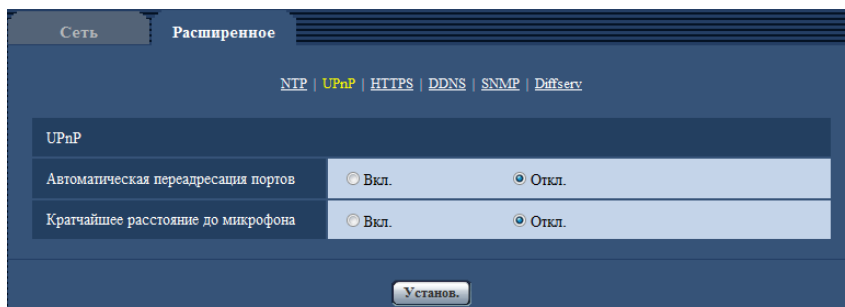 Сеть Расширенное
NTP | UPnP | HTTPS | DDNS | SNMP | Diffserv
UPnP
Автоматическая переадресация портов Вкл. Откл.
Кратчайшее расстояние до микрофона Вкл. Откл.
Установ.